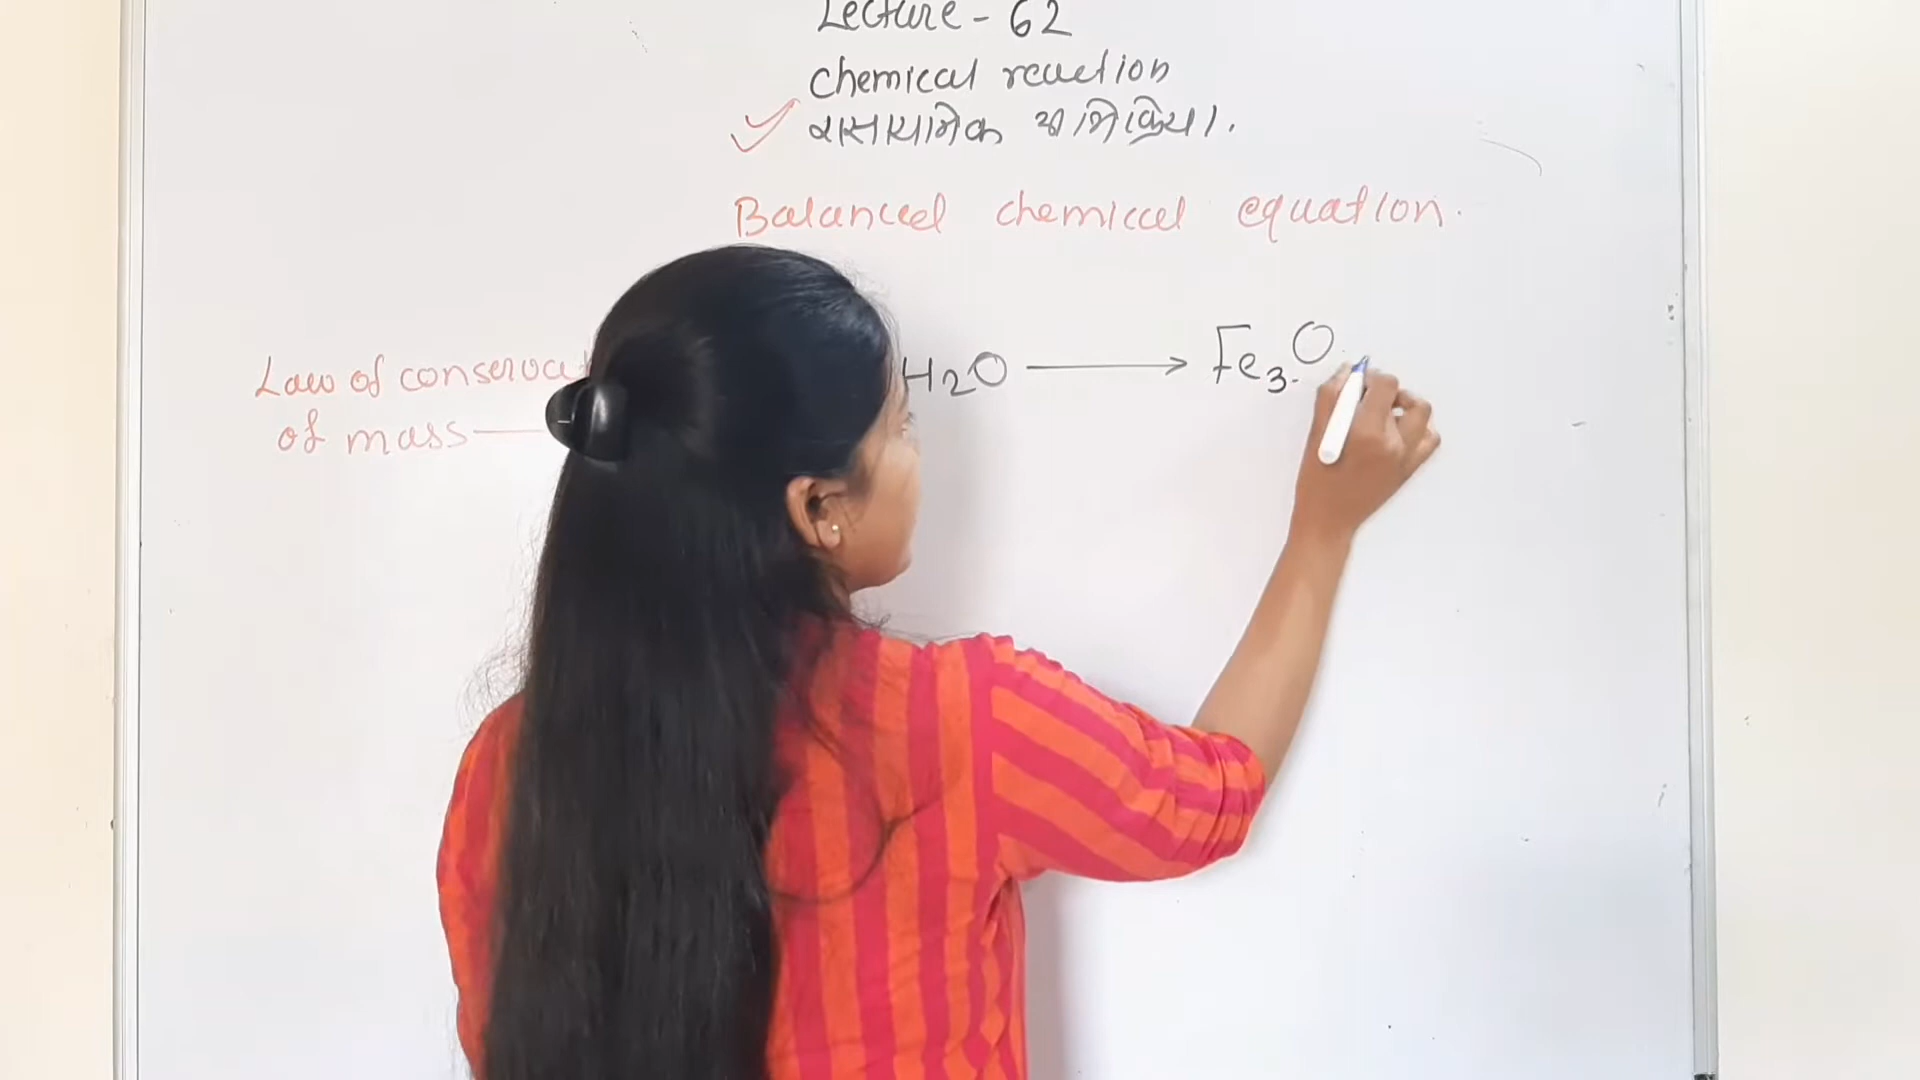 Lecture - 62
Chemical reaction
रासायनिक अभिक्रिया.
Balanced chemical equation.
H2O → Fe3O
Law of conservat
of mass